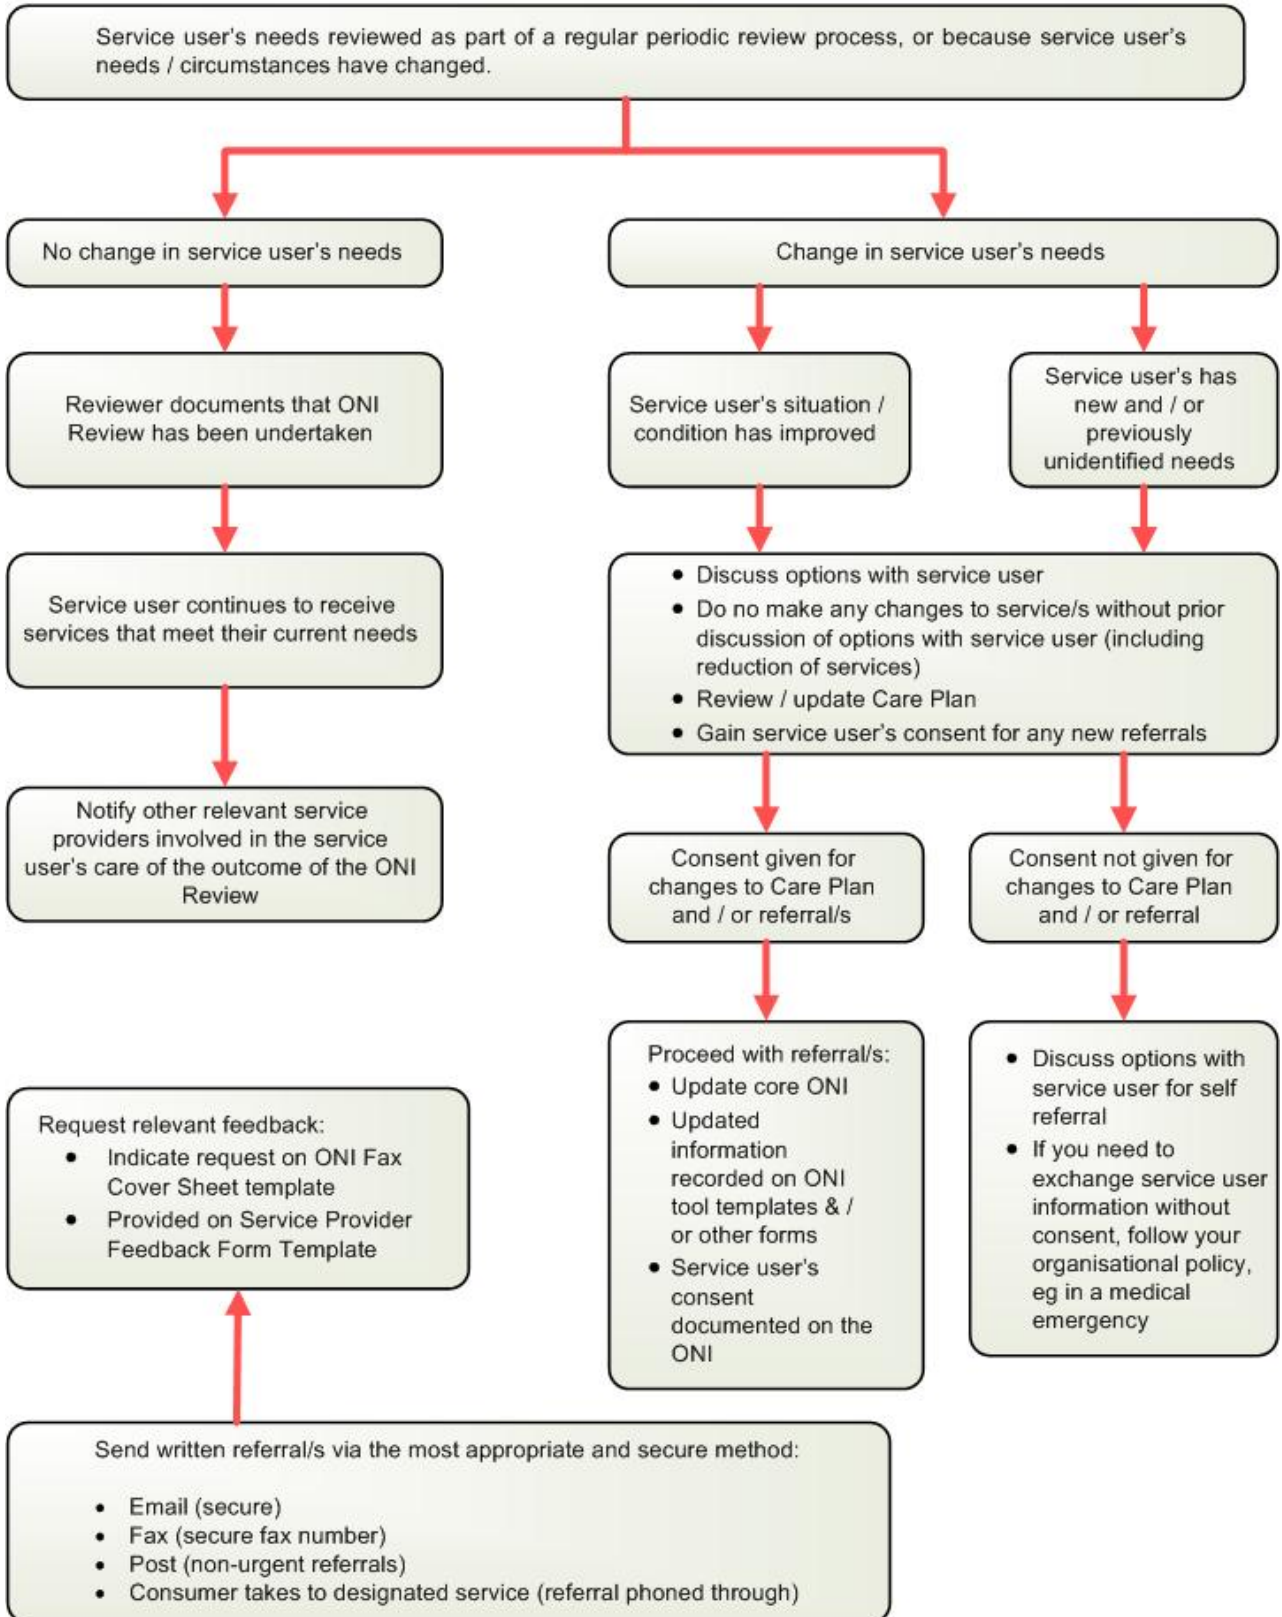 Service user's needs reviewed as part of a regular periodic review process, or because service user's
needs / circumstances have changed.
No change in service user's needs
Change in service user's needs
Reviewer documents that ONI
Review has been undertaken
Service user's situation /
condition has improved
Service user's has
new and / or
previously
unidentified needs
Service user continues to receive
services that meet their current needs
• Discuss options with service user
• Do no make any changes to service/s without prior
discussion of options with service user (including
reduction of services)
• Review / update Care Plan
• Gain service user's consent for any new referrals
Notify other relevant service
providers involved in the service
user's care of the outcome of the ONI
Review
Consent given for
changes to Care Plan
and / or referral/s
Consent not given for
changes to Care Plan
and / or referral
Proceed with referral/s:
• Update core ONI
• Updated
information
recorded on ONI
tool templates & /
or other forms
• Service user's
consent
documented on the
ONI
• Discuss options with
service user for self
referral
• If you need to
exchange service user
information without
consent, follow your
organisational policy,
eg in a medical
emergency
Request relevant feedback:
• Indicate request on ONI Fax
Cover Sheet template
• Provided on Service Provider
Feedback Form Template
Send written referral/s via the most appropriate and secure method:
• Email (secure)
• Fax (secure fax number)
• Post (non-urgent referrals)
• Consumer takes to designated service (referral phoned through)